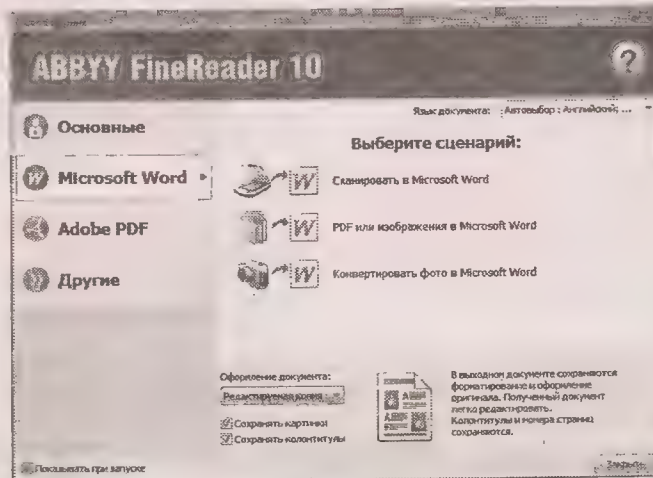 ABBYY FineReader 10
?
Язык документа: Автовыбор; Английский; ...
Основные
Выберите сценарий:
Microsoft Word
Сканировать в Microsoft Word
Adobe PDF
PDF или изображения в Microsoft Word
Другие
Конвертировать фото в Microsoft Word
Оформление документа:
Редактируемая копия
Сохранять картинки
Сохранять колонтитулы
В выходном документе сохраняются
форматирование и оформление
оригинала. Полученный документ
легко редактировать.
Колонтитулы и номера страниц
сохраняются.
Показывать при запуске
Закрыть